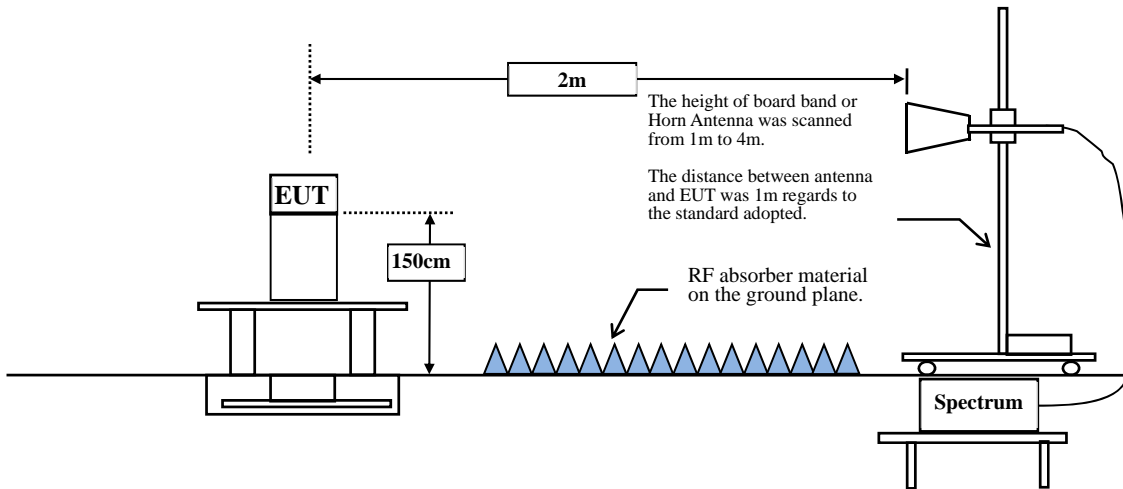 2m
The height of board band or
Horn Antenna was scanned
from 1m to 4m.
The distance between antenna
and EUT was 1m regards to
the standard adopted.
EUT
150cm
RF absorber material
on the ground plane.
Spectrum